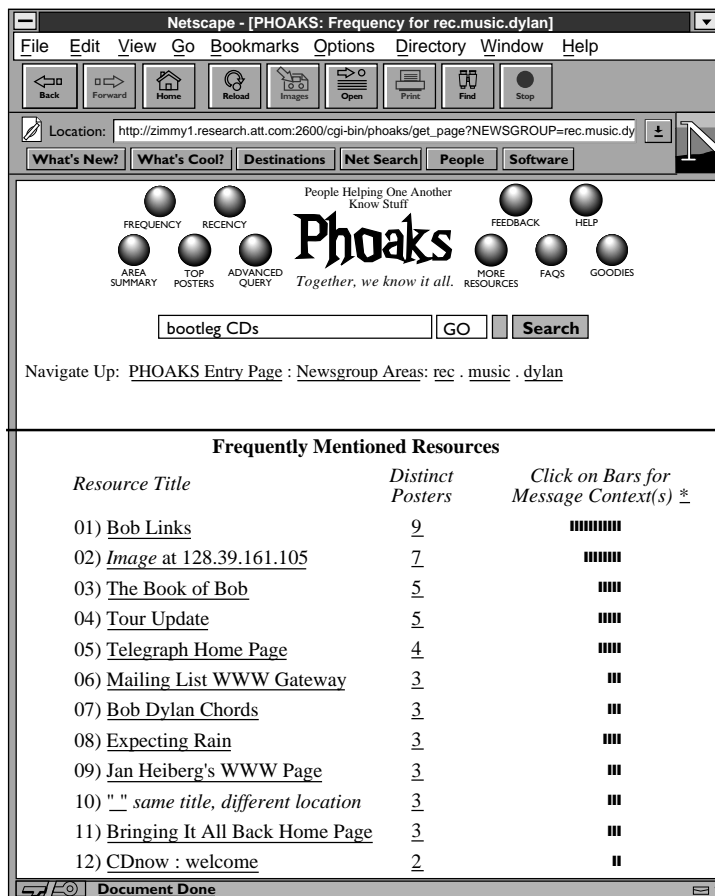 Netscape - [PHOAKS: Frequency for rec.music.dylan]
File Edit View Go Bookmarks Options Directory Window Help
Back Forward Home Reload Images Open Print Find Stop
Location: http://zimmy1.research.att.com:2600/cgi-bin/phoaks/get_page?NEWSGROUP=rec.music.dy
N
What's New? What's Cool? Destinations Net Search People Software
People Helping One Another
Know Stuff
FREQUENCY RECENCY FEEDBACK HELP
Phoaks
AREA SUMMARY TOP POSTERS ADVANCED QUERY MORE RESOURCES FAQS GOODIES
Together, we know it all.
bootleg CDs GO Search
Navigate Up: PHOAKS Entry Page : Newsgroup Areas: rec . music . dylan
Frequently Mentioned Resources
Resource Title Distinct Posters Click on Bars for Message Context(s) *
01) Bob Links 9
02) Image at 128.39.161.105 7
03) The Book of Bob 5
04) Tour Update 5
05) Telegraph Home Page 4
06) Mailing List WWW Gateway 3
07) Bob Dylan Chords 3
08) Expecting Rain 3
09) Jan Heiberg's WWW Page 3
10) " " same title, different location 3
11) Bringing It All Back Home Page 3
12) CDnow : welcome 2
Document Done